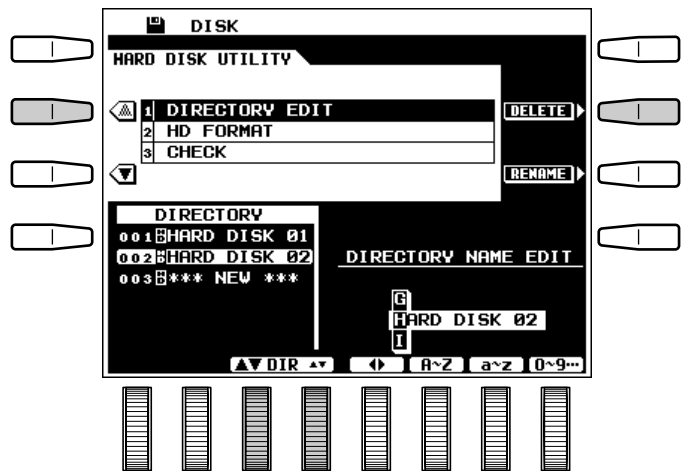 DISK
HARD DISK UTILITY
1 DIRECTORY EDIT
DELETE
2 HD FORMAT
3 CHECK
RENAME
DIRECTORY
001 HARD DISK 01
002 HARD DISK 02
003 *** NEW ***
DIRECTORY NAME EDIT
G
HARD DISK 02
I
▲▼ DIR ▲▼
A~Z
a~z
0~9…